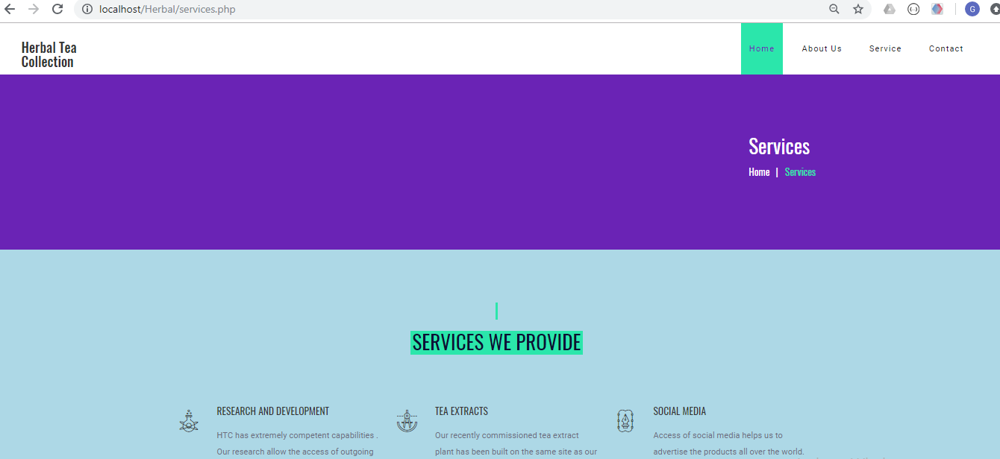 localhost/Herbal/services.php
G
Herbal Tea
Collection
Home About Us Service Contact
Services
Home | Services
SERVICES WE PROVIDE
RESEARCH AND DEVELOPMENT
HTC has extremely competent capabilities .
Our research allow the access of outgoing
TEA EXTRACTS
Our recently commissioned tea extract
plant has been built on the same site as our
SOCIAL MEDIA
Access of social media helps us to
advertise the products all over the world.